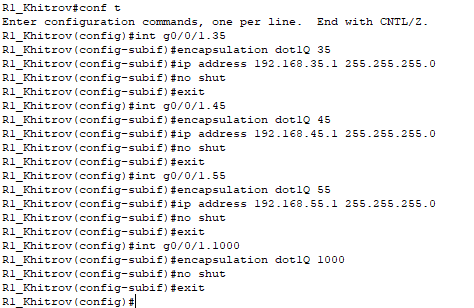 R1_Khitrov#conf t
Enter configuration commands, one per line.  End with CNTL/Z.
R1_Khitrov(config)#int g0/0/1.35
R1_Khitrov(config-subif)#encapsulation dot1Q 35
R1_Khitrov(config-subif)#ip address 192.168.35.1 255.255.255.0
R1_Khitrov(config-subif)#no shut
R1_Khitrov(config-subif)#exit
R1_Khitrov(config)#int g0/0/1.45
R1_Khitrov(config-subif)#encapsulation dot1Q 45
R1_Khitrov(config-subif)#ip address 192.168.45.1 255.255.255.0
R1_Khitrov(config-subif)#no shut
R1_Khitrov(config-subif)#exit
R1_Khitrov(config)#int g0/0/1.55
R1_Khitrov(config-subif)#encapsulation dot1Q 55
R1_Khitrov(config-subif)#ip address 192.168.55.1 255.255.255.0
R1_Khitrov(config-subif)#no shut
R1_Khitrov(config-subif)#exit
R1_Khitrov(config)#int g0/0/1.1000
R1_Khitrov(config-subif)#encapsulation dot1Q 1000
R1_Khitrov(config-subif)#no shut
R1_Khitrov(config-subif)#exit
R1_Khitrov(config)#